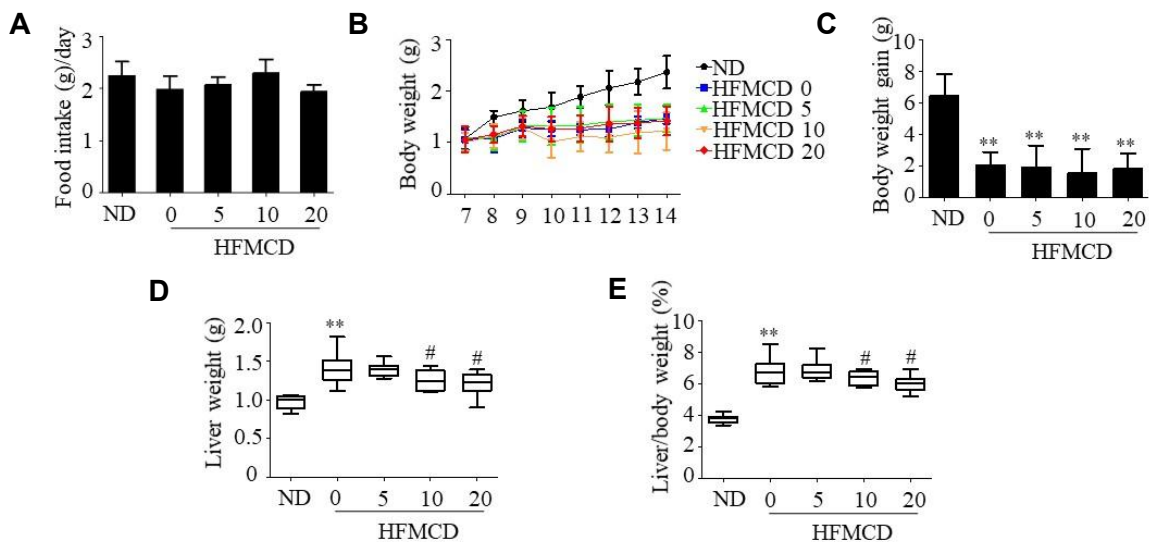 A
Food intake (g)/day
3
2
1
0
ND
0
5
10
20
HFMCD
B
Body weight (g)
3
2
1
0
7
8
9
10
11
12
13
14
ND
HFMCD 0
HFMCD 5
HFMCD 10
HFMCD 20
C
Body weight gain (g)
10
8
6
4
2
0
**
**
**
**
ND
0
5
10
20
HFMCD
D
Liver weight (g)
2.0
1.5
1.0
0.5
0
**
#
#
ND
0
5
10
20
HFMCD
E
Liver/body weight (%)
10
8
6
4
2
0
**
#
#
ND
0
5
10
20
HFMCD